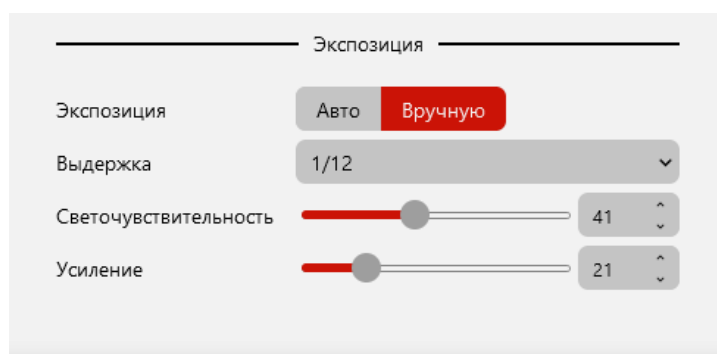 Экспозиция
Экспозиция Авто Вручную
Выдержка 1/12
Светочувствительность 41
Усиление 21